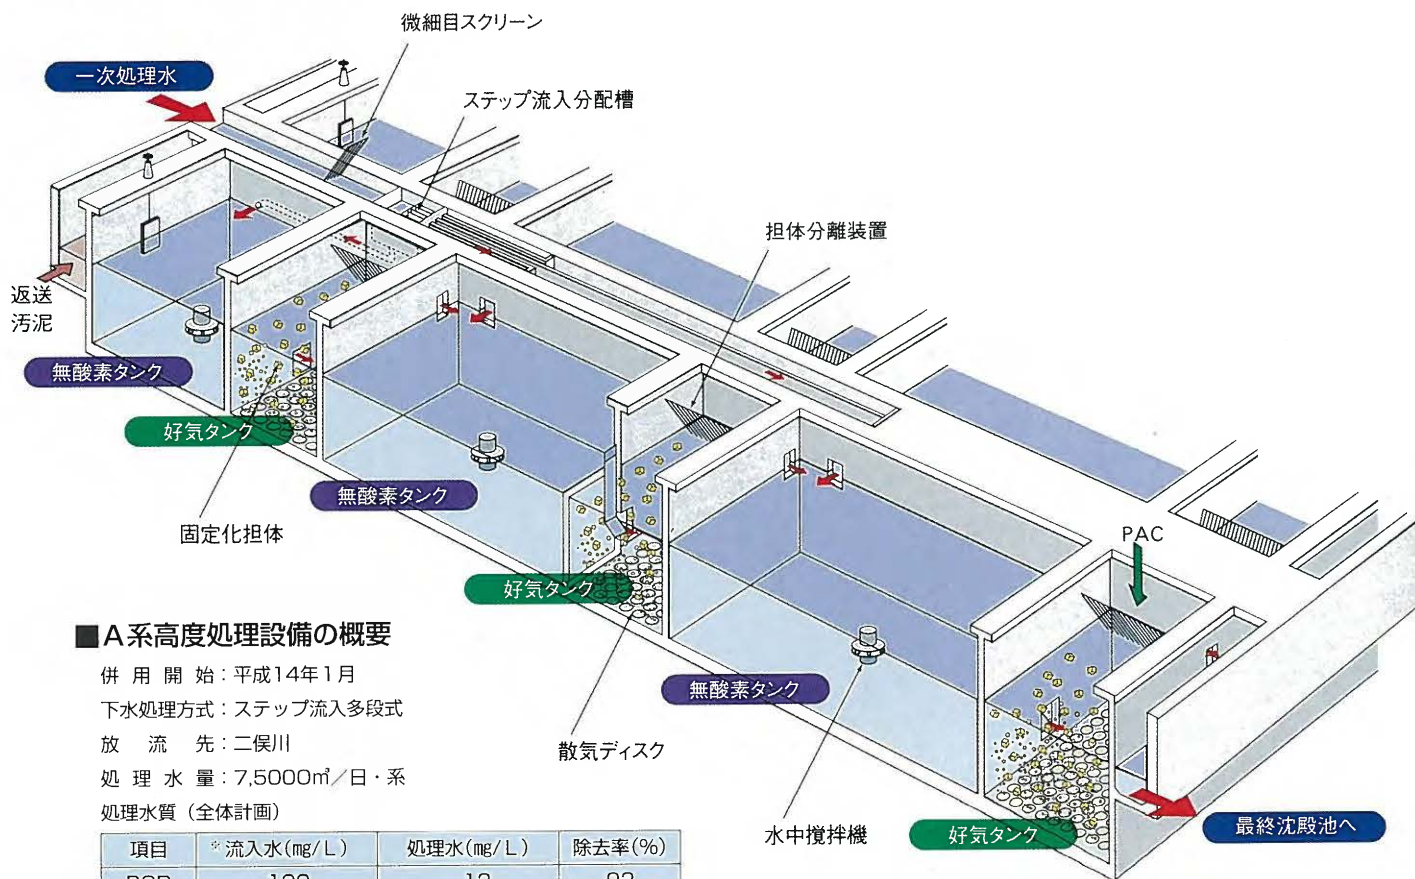 微細目スクリーン
一次処理水
ステップ流入分配槽
担体分離装置
返送
汚泥
無酸素タンク
好気タンク
無酸素タンク
固定化担体
PAC
好気タンク
■A系高度処理設備の概要
併用開始：平成14年1月
無酸素タンク
下水処理方式：ステップ流入多段式
放流先：二俣川
散気ディスク
処理水量：7,5000㎥／日・系
処理水質（全体計画）
水中撹拌機
好気タンク
最終沈殿池へ
項目 ※流入水(mg/L) 処理水(mg/L) 除去率(%)